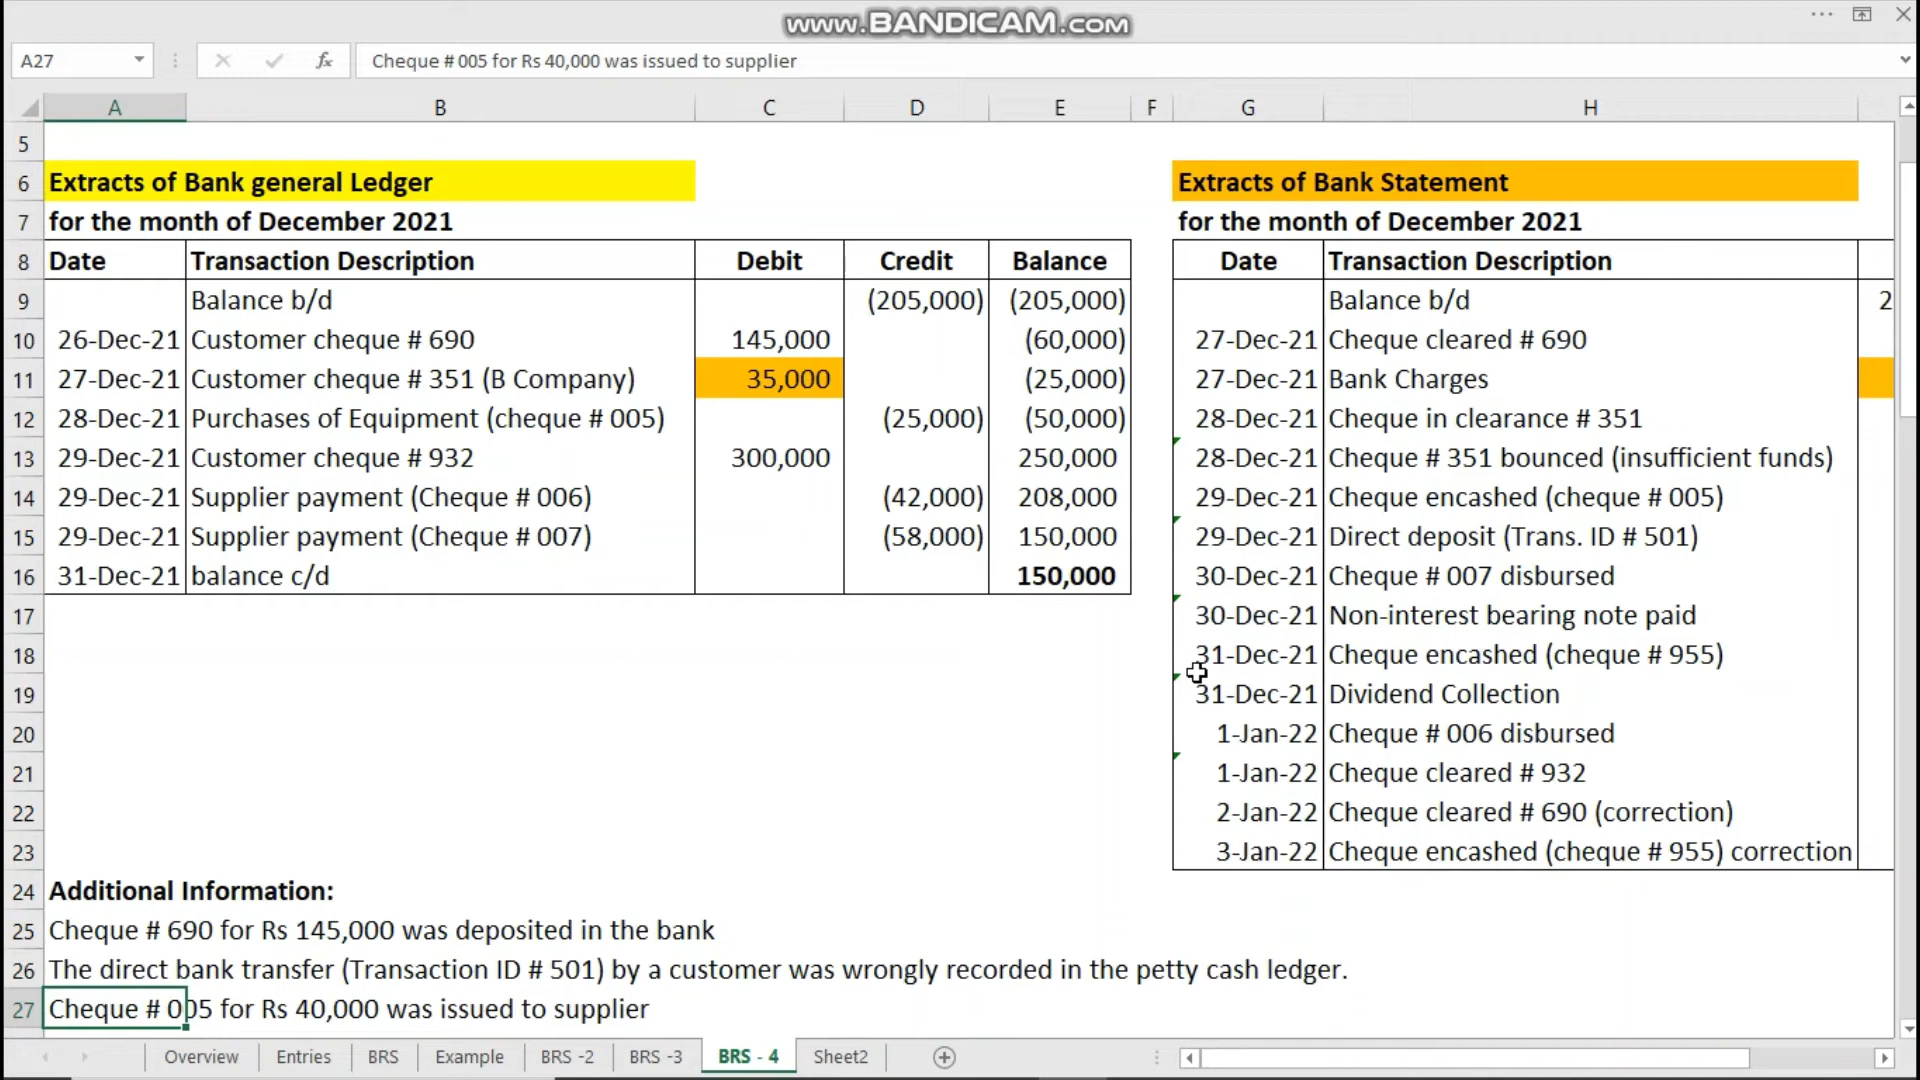 www.BANDICAM.com
A27 fx Cheque # 005 for Rs 40,000 was issued to supplier
A B C D E F G H
5
6 Extracts of Bank general Ledger Extracts of Bank Statement
7 for the month of December 2021 for the month of December 2021
8 Date Transaction Description Debit Credit Balance Date Transaction Description
9 Balance b/d (205,000) (205,000) Balance b/d 2
10 26-Dec-21 Customer cheque # 690 145,000 (60,000) 27-Dec-21 Cheque cleared # 690
11 27-Dec-21 Customer cheque # 351 (B Company) 35,000 (25,000) 27-Dec-21 Bank Charges
12 28-Dec-21 Purchases of Equipment (cheque # 005) (25,000) (50,000) 28-Dec-21 Cheque in clearance # 351
13 29-Dec-21 Customer cheque # 932 300,000 250,000 28-Dec-21 Cheque # 351 bounced (insufficient funds)
14 29-Dec-21 Supplier payment (Cheque # 006) (42,000) 208,000 29-Dec-21 Cheque encashed (cheque # 005)
15 29-Dec-21 Supplier payment (Cheque # 007) (58,000) 150,000 29-Dec-21 Direct deposit (Trans. ID # 501)
16 31-Dec-21 balance c/d 150,000 30-Dec-21 Cheque # 007 disbursed
17 30-Dec-21 Non-interest bearing note paid
18 31-Dec-21 Cheque encashed (cheque # 955)
19 31-Dec-21 Dividend Collection
20 1-Jan-22 Cheque # 006 disbursed
21 1-Jan-22 Cheque cleared # 932
22 2-Jan-22 Cheque cleared # 690 (correction)
23 3-Jan-22 Cheque encashed (cheque # 955) correction
24 Additional Information:
25 Cheque # 690 for Rs 145,000 was deposited in the bank
26 The direct bank transfer (Transaction ID # 501) by a customer was wrongly recorded in the petty cash ledger.
27 Cheque # 005 for Rs 40,000 was issued to supplier
Overview Entries BRS Example BRS -2 BRS -3 BRS - 4 Sheet2